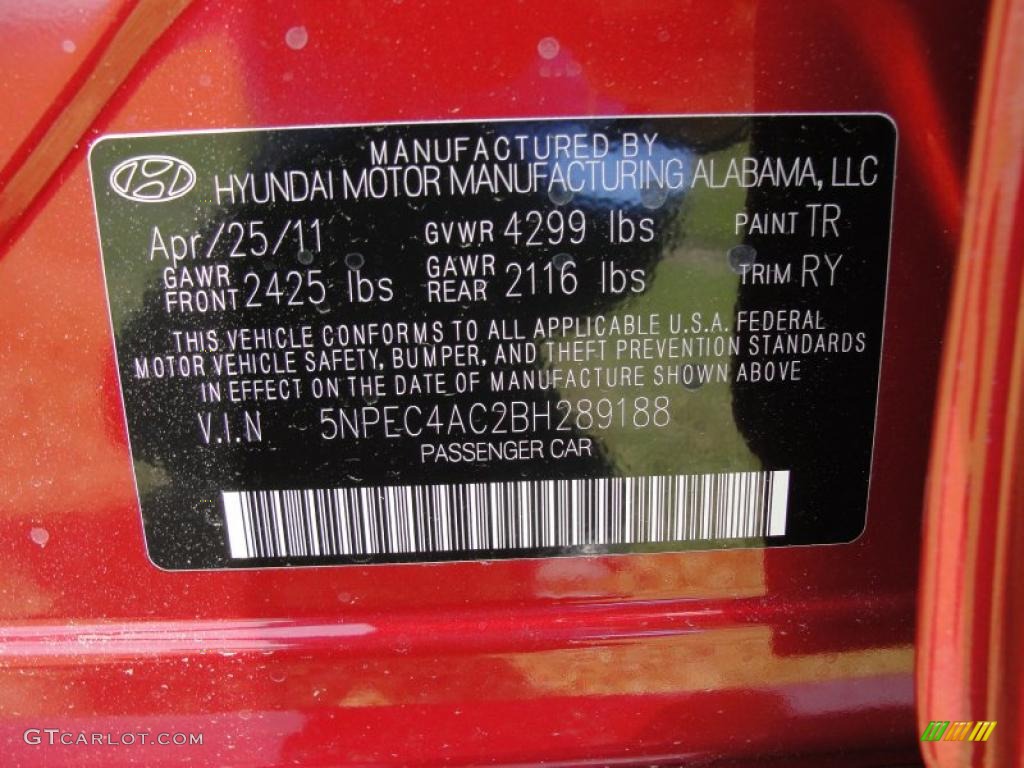 MANUFACTURED BY
HYUNDAI MOTOR MANUFACTURING ALABAMA, LLC
Apr/25/11 GVWR 4299 lbs PAINT TR
GAWR FRONT 2425 lbs GAWR REAR 2116 lbs TRIM RY
THIS VEHICLE CONFORMS TO ALL APPLICABLE U.S.A. FEDERAL
MOTOR VEHICLE SAFETY, BUMPER, AND THEFT PREVENTION STANDARDS
IN EFFECT ON THE DATE OF MANUFACTURE SHOWN ABOVE
V.I.N 5NPEC4AC2BH289188
PASSENGER CAR
GTCARLOT.COM